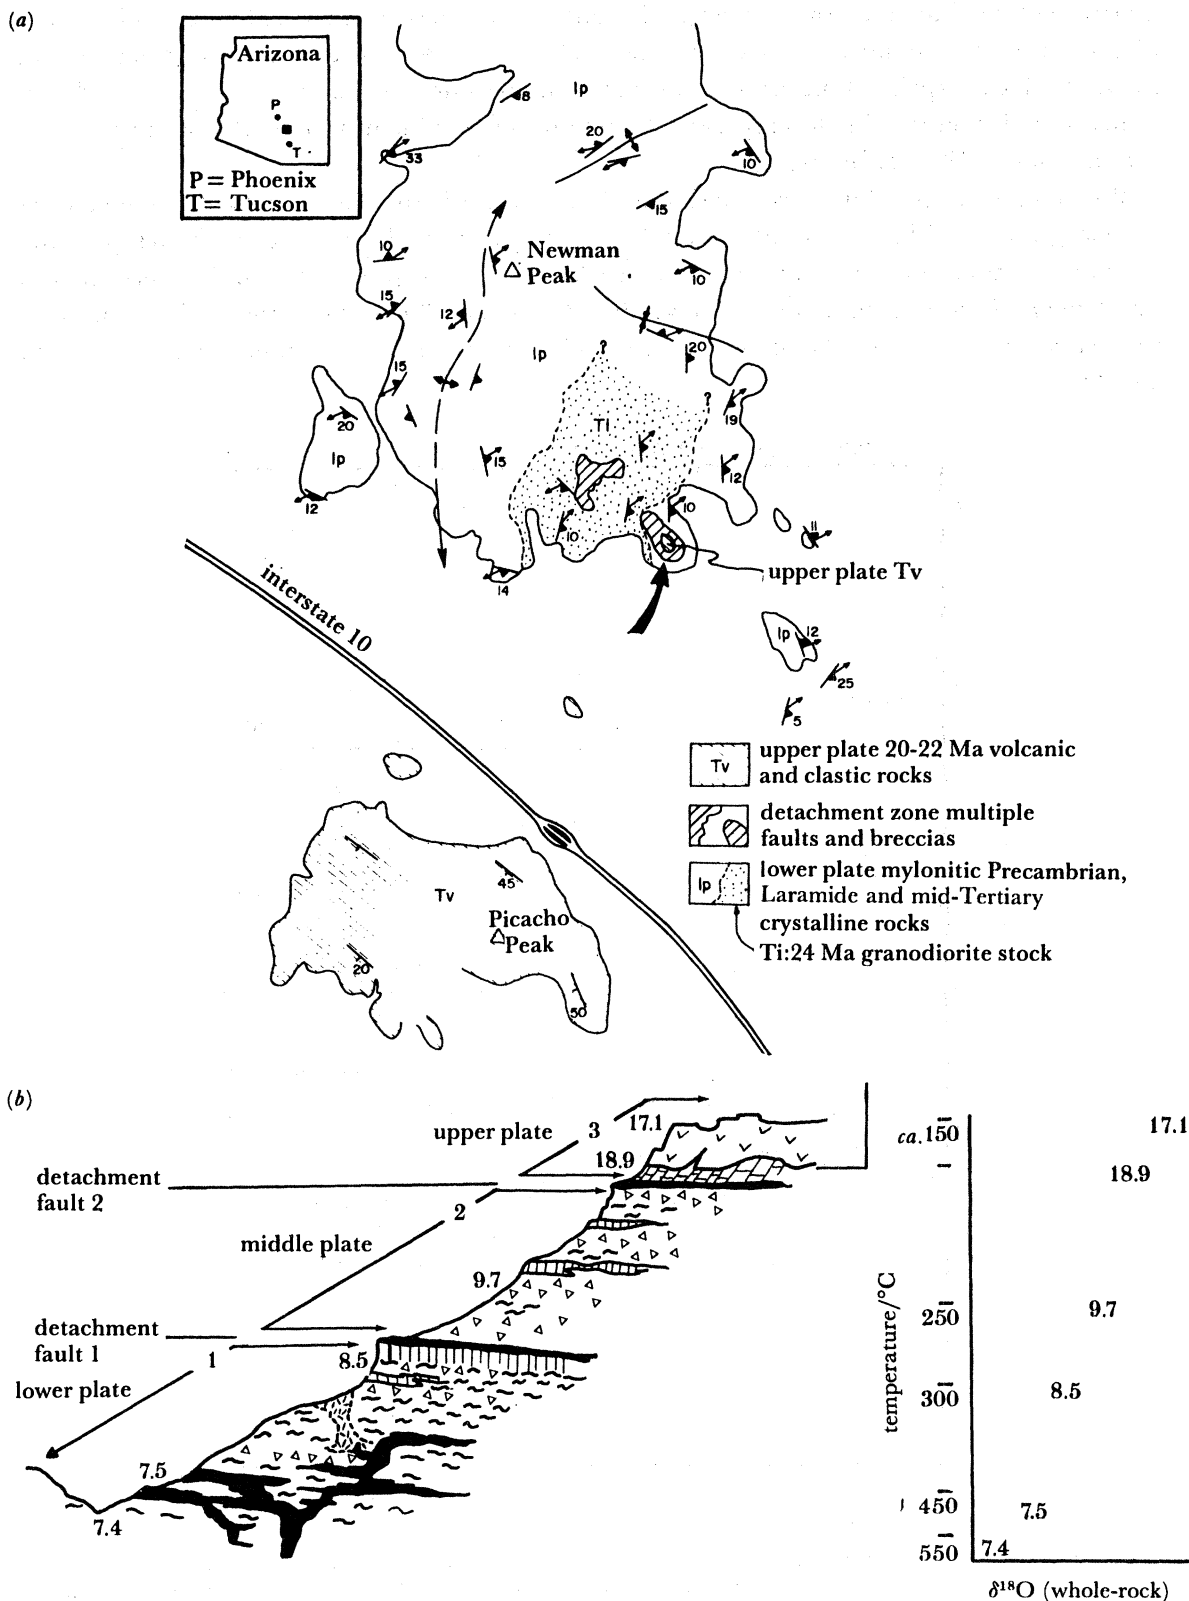 (a)
Arizona
P
T
P = Phoenix
T= Tucson
8
lp
20
33
10
15
10
Newman
Peak
10
15
12
lp
20
15
?
?
19
20
lp
TI
15
12
12
10
10
11
14
upper plate Tv
interstate 10
lp
12
25
5
Tv
upper plate 20-22 Ma volcanic
and clastic rocks
detachment zone multiple
faults and breccias
lp
lower plate mylonitic Precambrian,
Laramide and mid-Tertiary
crystalline rocks
Ti:24 Ma granodiorite stock
Tv
45
Picacho
Peak
20
50
(b)
upper plate
3
17.1
18.9
detachment
fault 2
2
middle plate
9.7
detachment
fault 1
1
8.5
lower plate
7.5
7.4
temperature/°C
ca. 150
17.1
18.9
250
9.7
300
8.5
450
7.5
550
7.4
δ¹⁸O (whole-rock)